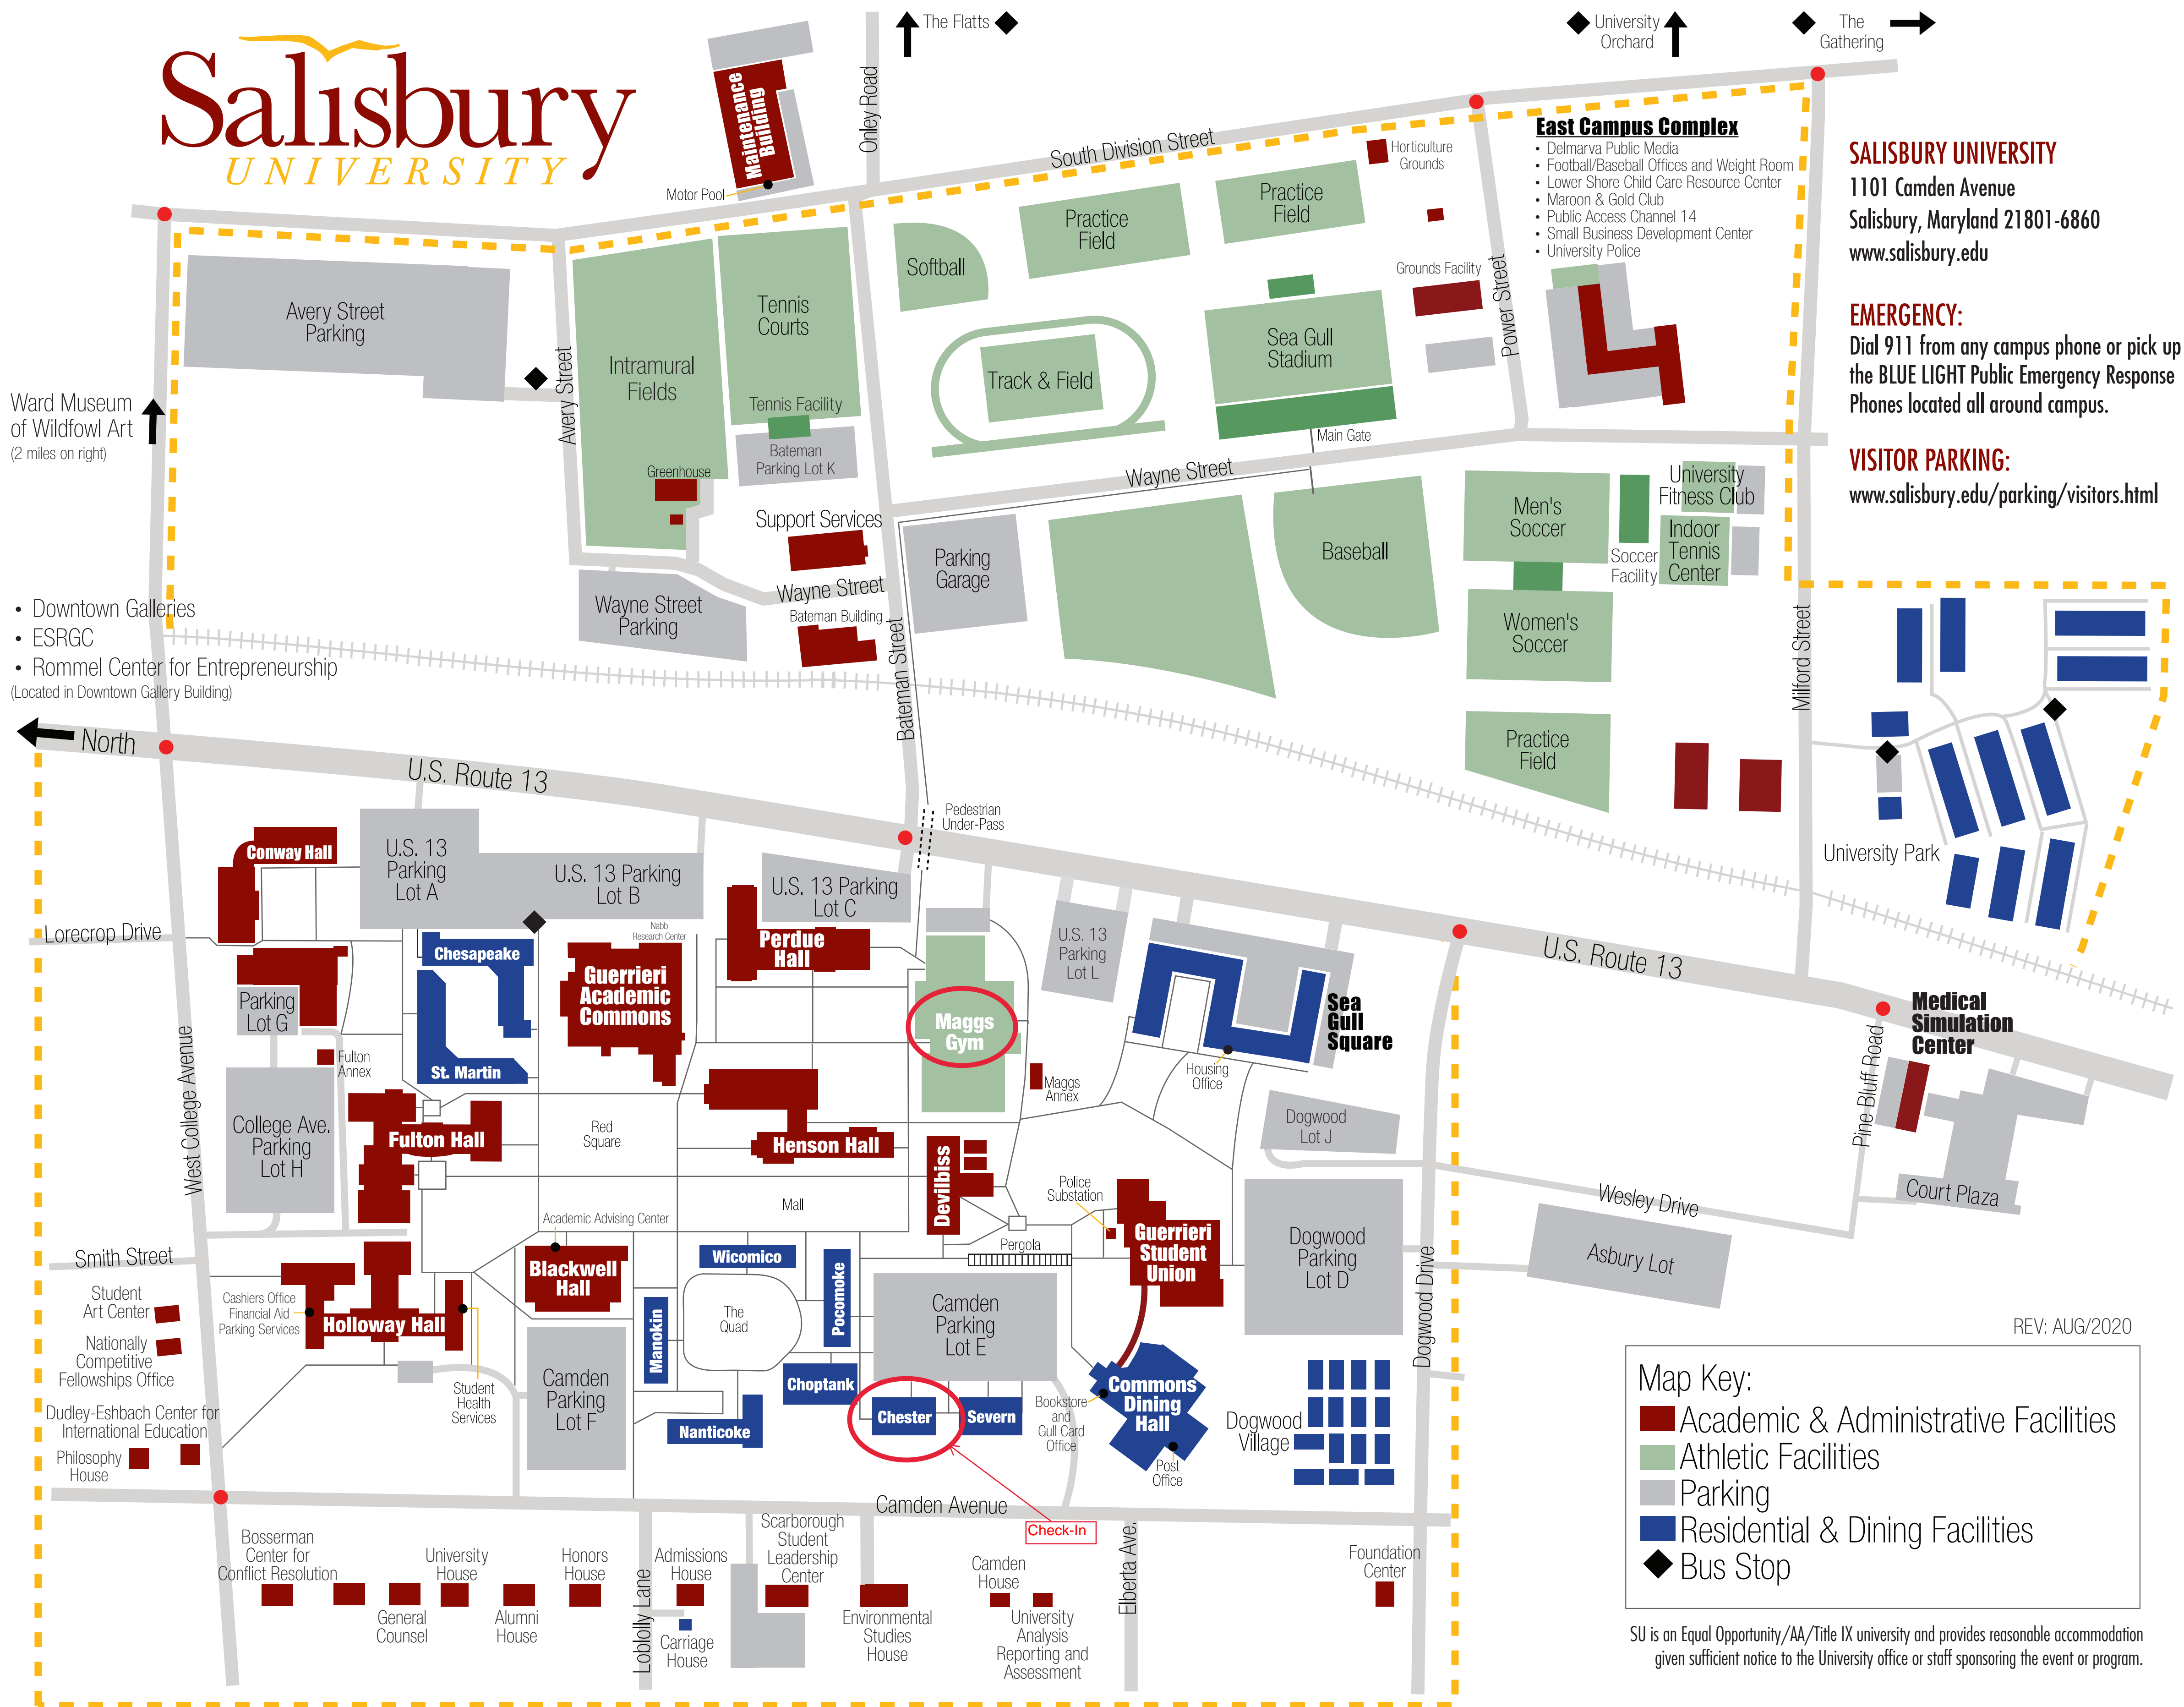 Salisbury
UNIVERSITY
The Flatts
University
Orchard
The
Gathering
Maintenance
Building
Motor Pool
Onley Road
South Division Street
Horticulture
Grounds
East Campus Complex
• Delmarva Public Media
• Football/Baseball Offices and Weight Room
• Lower Shore Child Care Resource Center
• Maroon & Gold Club
• Public Access Channel 14
• Small Business Development Center
• University Police
SALISBURY UNIVERSITY
1101 Camden Avenue
Salisbury, Maryland 21801-6860
www.salisbury.edu
EMERGENCY:
Dial 911 from any campus phone or pick up
the BLUE LIGHT Public Emergency Response
Phones located all around campus.
VISITOR PARKING:
www.salisbury.edu/parking/visitors.html
Avery Street
Parking
Avery Street
Intramural
Fields
Tennis
Courts
Tennis Facility
Bateman
Parking Lot K
Greenhouse
Support Services
Softball
Practice
Field
Practice
Field
Track & Field
Sea Gull
Stadium
Grounds Facility
Power Street
Main Gate
Wayne Street
Ward Museum
of Wildfowl Art
(2 miles on right)
• Downtown Galleries
• ESRGC
• Rommel Center for Entrepreneurship
(Located in Downtown Gallery Building)
Wayne Street
Parking
Wayne Street
Bateman Building
Bateman Street
Parking
Garage
Baseball
Men's
Soccer
Soccer
Facility
University
Fitness Club
Indoor
Tennis
Center
Women's
Soccer
Practice
Field
Milford Street
University Park
North
U.S. Route 13
Pedestrian
Under-Pass
U.S. Route 13
Conway Hall
U.S. 13
Parking
Lot A
U.S. 13 Parking
Lot B
U.S. 13 Parking
Lot C
Lorecrop Drive
Parking
Lot G
Chesapeake
St. Martin
Nabb
Research Center
Guerrieri
Academic
Commons
Perdue
Hall
Maggs
Gym
Maggs
Annex
U.S. 13
Parking
Lot L
Sea
Gull
Square
Housing
Office
Medical
Simulation
Center
Pine Bluff Road
Court Plaza
West College Avenue
Fulton
Annex
College Ave.
Parking
Lot H
Fulton Hall
Red
Square
Henson Hall
Devilbiss
Mall
Dogwood
Lot J
Police
Substation
Guerrieri
Student
Union
Pergola
Dogwood
Parking
Lot D
Wesley Drive
Asbury Lot
Dogwood Drive
Smith Street
Student
Art Center
Nationally
Competitive
Fellowships Office
Dudley-Eshbach Center for
International Education
Philosophy
House
Cashiers Office
Financial Aid
Parking Services
Holloway Hall
Student
Health
Services
Academic Advising Center
Blackwell
Hall
Camden
Parking
Lot F
Manokin
Wicomico
The
Quad
Pocomoke
Choptank
Nanticoke
Camden
Parking
Lot E
Chester
Severn
Bookstore
and
Gull Card
Office
Commons
Dining
Hall
Post
Office
Dogwood
Village
Camden Avenue
Check-In
Bosserman
Center for
Conflict Resolution
General
Counsel
University
House
Alumni
House
Honors
House
Loblolly Lane
Admissions
House
Carriage
House
Scarborough
Student
Leadership
Center
Environmental
Studies
House
Camden
House
University
Analysis
Reporting and
Assessment
Elberta Ave.
Foundation
Center
REV: AUG/2020
Map Key:
Academic & Administrative Facilities
Athletic Facilities
Parking
Residential & Dining Facilities
Bus Stop
SU is an Equal Opportunity/AA/Title IX university and provides reasonable accommodation
given sufficient notice to the University office or staff sponsoring the event or program.